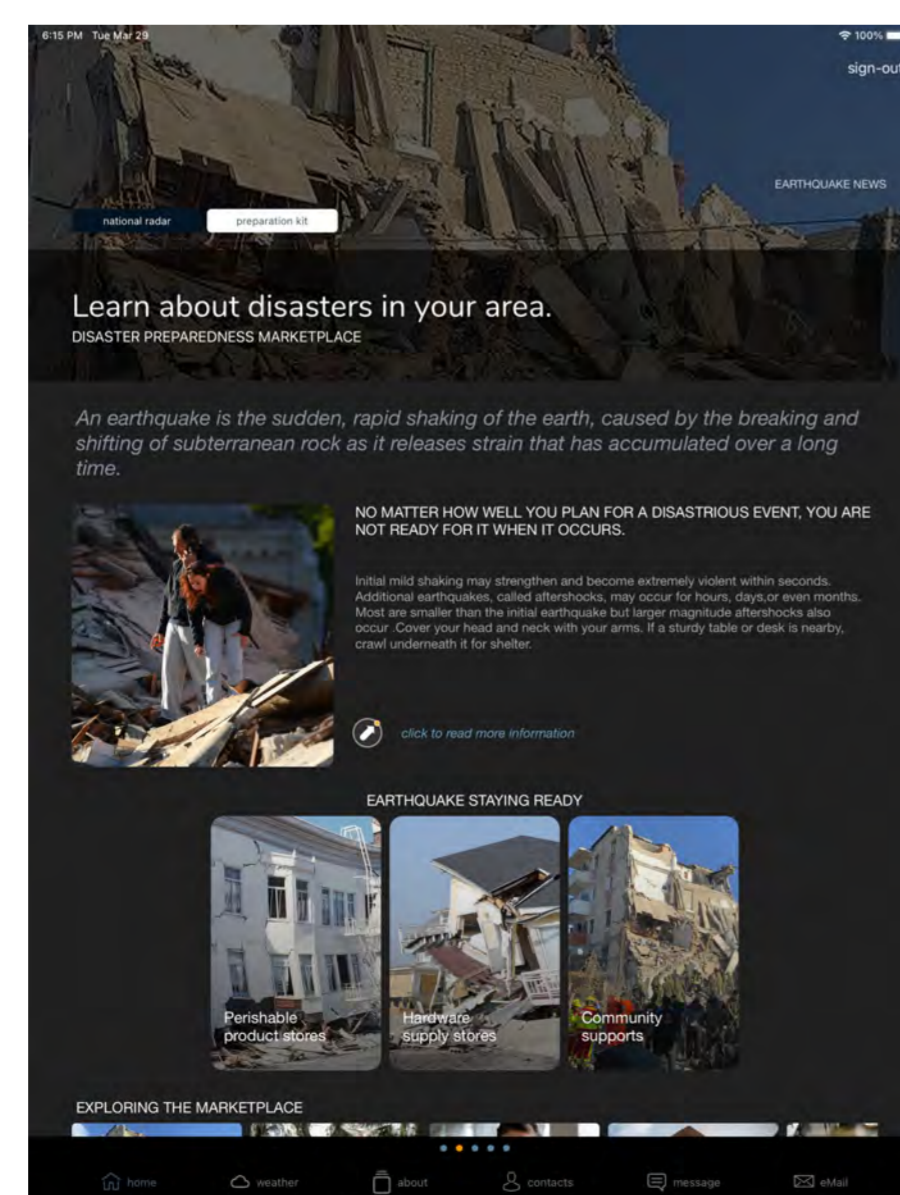 6:15 PM Tue Mar 29
100%
sign-out
EARTHQUAKE NEWS
national radar
preparation kit
Learn about disasters in your area.
DISASTER PREPAREDNESS MARKETPLACE
An earthquake is the sudden, rapid shaking of the earth, caused by the breaking and
shifting of subterranean rock as it releases strain that has accumulated over a long
time.
NO MATTER HOW WELL YOU PLAN FOR A DISASTRIOUS EVENT, YOU ARE
NOT READY FOR IT WHEN IT OCCURS.
Initial mild shaking may strengthen and become extremely violent within seconds.
Additional earthquakes, called aftershocks, may occur for hours, days,or even months.
Most are smaller than the initial earthquake but larger magnitude aftershocks also
occur .Cover your head and neck with your arms. If a sturdy table or desk is nearby,
crawl underneath it for shelter.
click to read more information
EARTHQUAKE STAYING READY
Perishable
product stores
Hardware
supply stores
Community
supports
EXPLORING THE MARKETPLACE
home
weather
about
contacts
message
eMail